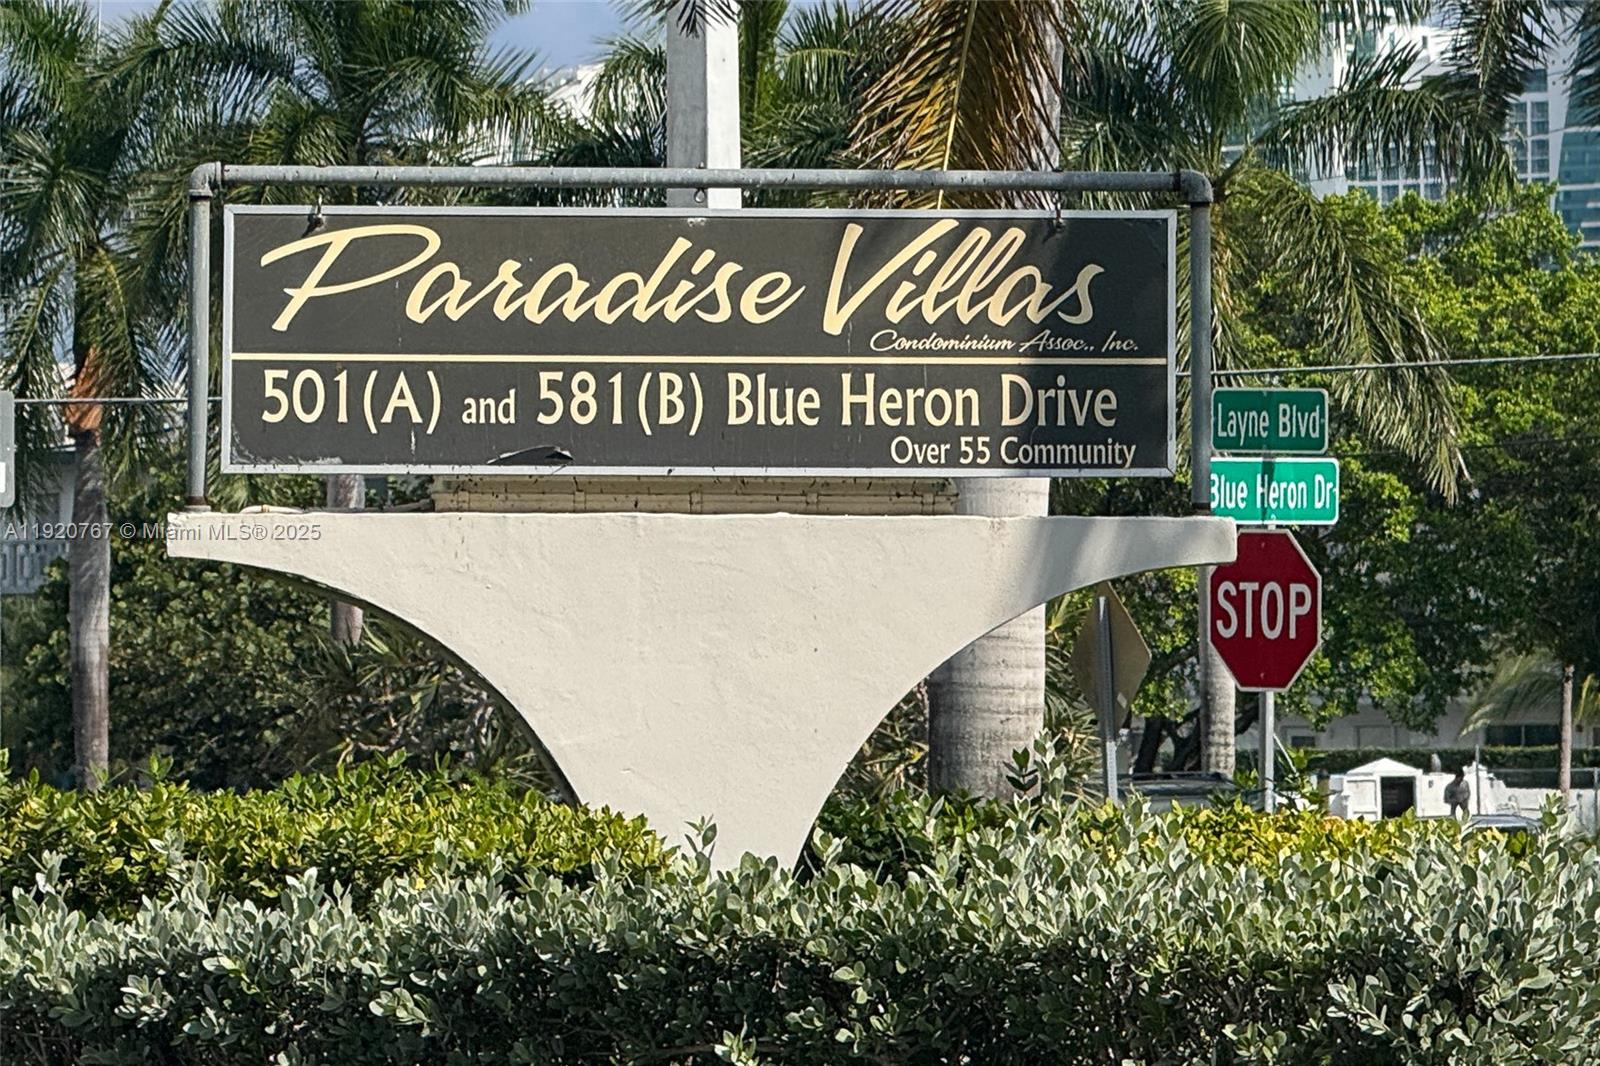 Paradise Villas
Condominium Assoc., Inc.
501(A) and 581(B) Blue Heron Drive
Over 55 Community
Layne Blvd
Blue Heron Dr
STOP
A11920767 © Miami MLS® 2025